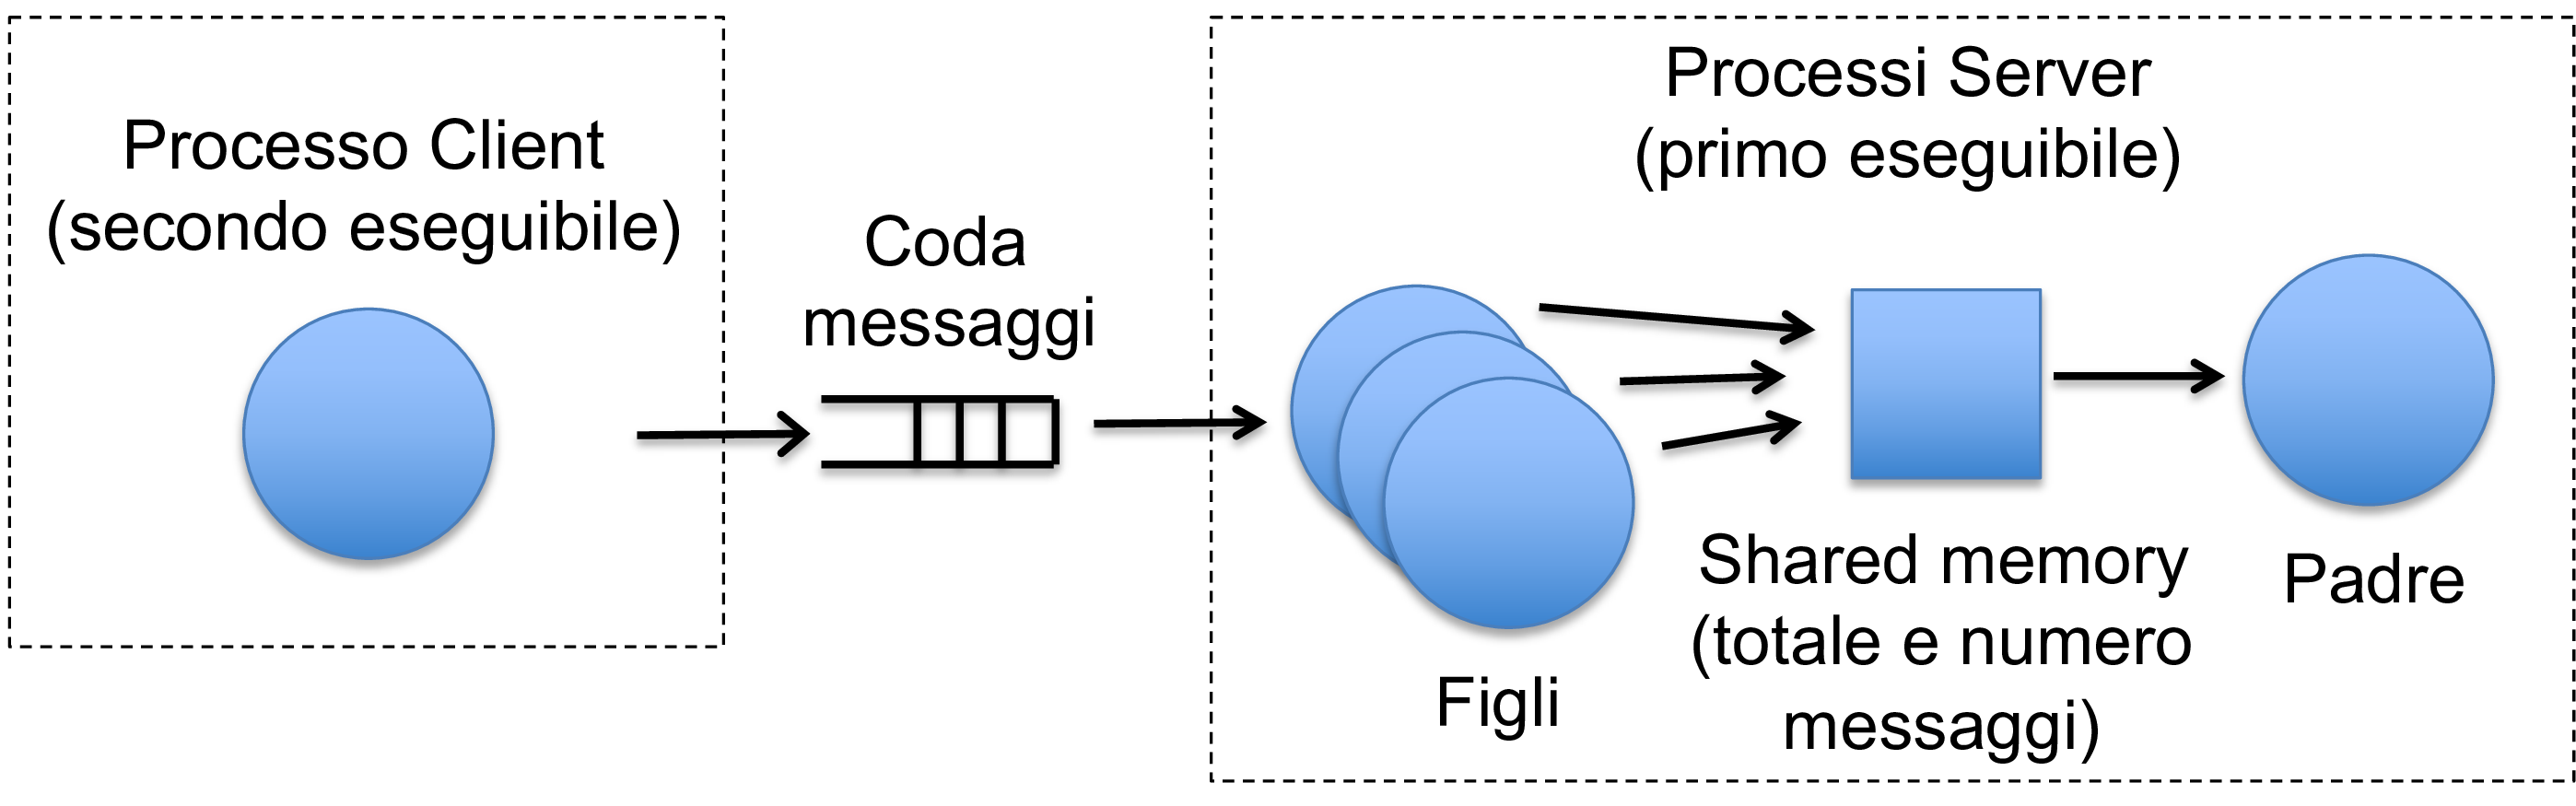 Processo Client
(secondo eseguibile)
Coda
messaggi
Processi Server
(primo eseguibile)
Figli
Shared memory
(totale e numero
messaggi)
Padre